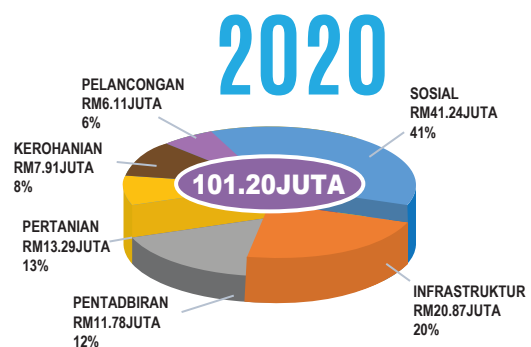 2020
PELANCONGAN
RM6.11JUTA
6%
SOSIAL
RM41.24JUTA
41%
KEROHANIAN
RM7.91JUTA
8%
101.20JUTA
PERTANIAN
RM13.29JUTA
13%
PENTADBIRAN
RM11.78JUTA
12%
INFRASTRUKTUR
RM20.87JUTA
20%